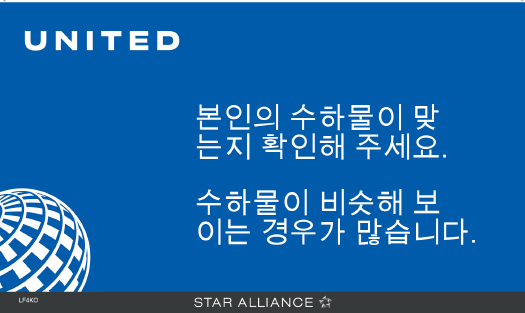 UNITED
본인의 수하물이 맞
는지 확인해 주세요.
수하물이 비슷해 보
이는 경우가 많습니다.
LF4KO
STAR ALLIANCE